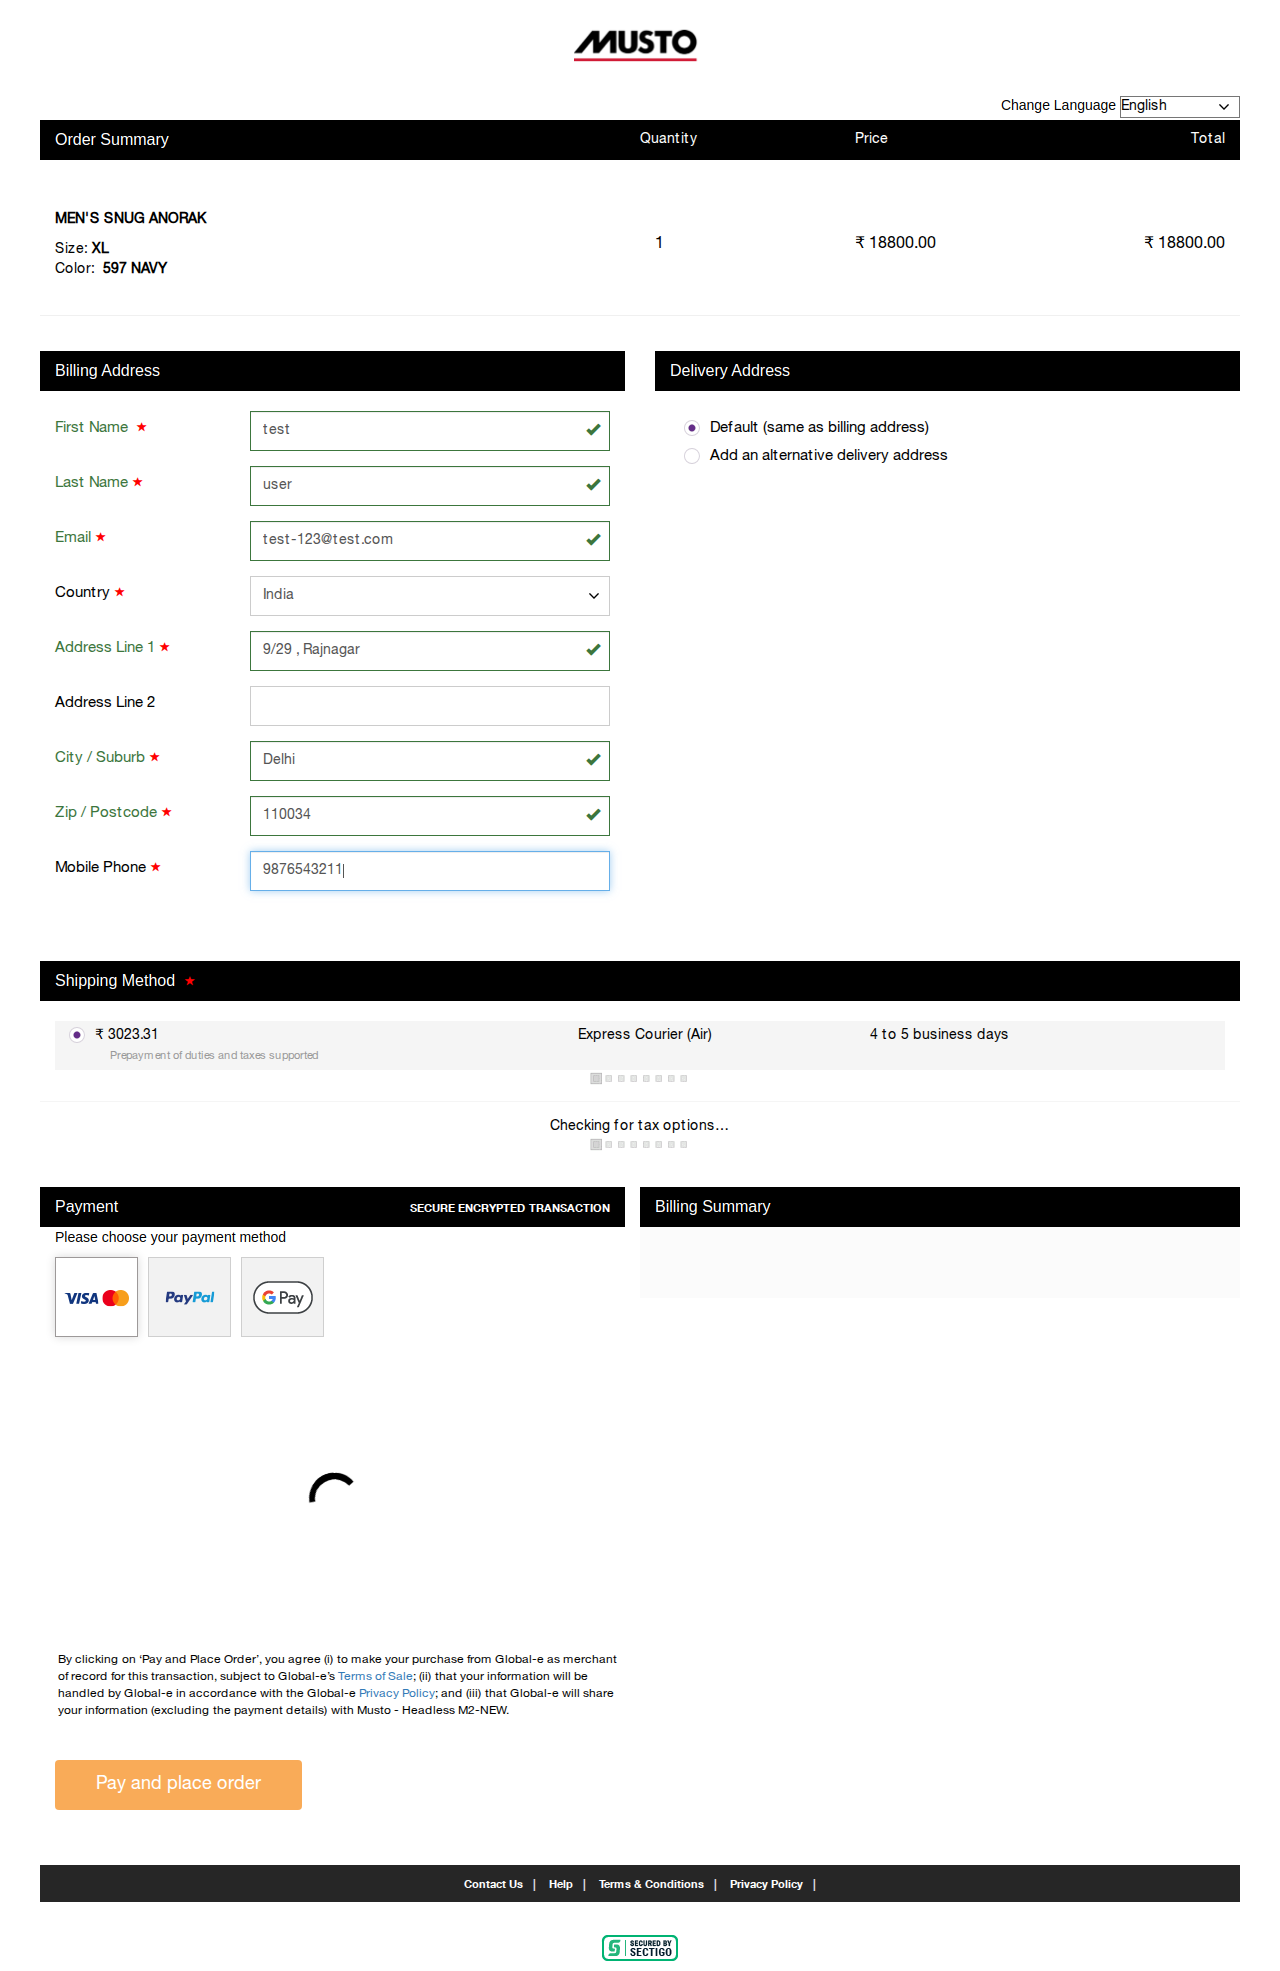 MUSTO
Change Language English
Order Summary Quantity Price Total
MEN'S SNUG ANORAK
Size: XL
Color: 597 NAVY
1 ₹ 18800.00 ₹ 18800.00
Billing Address
Delivery Address
First Name ★ test
Last Name ★ user
Email ★ test-123@test.com
Country ★ India
Address Line 1 ★ 9/29 , Rajnagar
Address Line 2
City / Suburb ★ Delhi
Zip / Postcode ★ 110034
Mobile Phone ★ 9876543211
Default (same as billing address)
Add an alternative delivery address
Shipping Method ★
₹ 3023.31 Express Courier (Air) 4 to 5 business days
Prepayment of duties and taxes supported
Checking for tax options...
Payment SECURE ENCRYPTED TRANSACTION
Billing Summary
Please choose your payment method
VISA PayPal G Pay
By clicking on ‘Pay and Place Order’, you agree (i) to make your purchase from Global-e as merchant
of record for this transaction, subject to Global-e’s Terms of Sale; (ii) that your information will be
handled by Global-e in accordance with the Global-e Privacy Policy; and (iii) that Global-e will share
your information (excluding the payment details) with Musto - Headless M2-NEW.
Pay and place order
Contact Us | Help | Terms & Conditions | Privacy Policy |
SECURED BY
SECTIGO